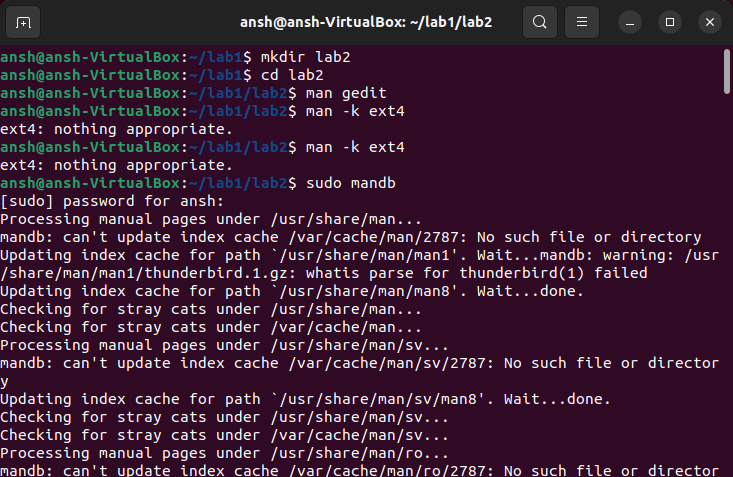 ansh@ansh-VirtualBox: ~/lab1/lab2
ansh@ansh-VirtualBox:~/lab1$ mkdir lab2
ansh@ansh-VirtualBox:~/lab1$ cd lab2
ansh@ansh-VirtualBox:~/lab1/lab2$ man gedit
ansh@ansh-VirtualBox:~/lab1/lab2$ man -k ext4
ext4: nothing appropriate.
ansh@ansh-VirtualBox:~/lab1/lab2$ man -k ext4
ext4: nothing appropriate.
ansh@ansh-VirtualBox:~/lab1/lab2$ sudo mandb
[sudo] password for ansh:
Processing manual pages under /usr/share/man...
mandb: can't update index cache /var/cache/man/2787: No such file or directory
Updating index cache for path `/usr/share/man/man1'. Wait...mandb: warning: /usr
/share/man/man1/thunderbird.1.gz: whatis parse for thunderbird(1) failed
Updating index cache for path `/usr/share/man/man8'. Wait...done.
Checking for stray cats under /usr/share/man...
Checking for stray cats under /var/cache/man...
Processing manual pages under /usr/share/man/sv...
mandb: can't update index cache /var/cache/man/sv/2787: No such file or director
y
Updating index cache for path `/usr/share/man/sv/man8'. Wait...done.
Checking for stray cats under /usr/share/man/sv...
Checking for stray cats under /var/cache/man/sv...
Processing manual pages under /usr/share/man/ro...
mandb: can't update index cache /var/cache/man/ro/2787: No such file or director